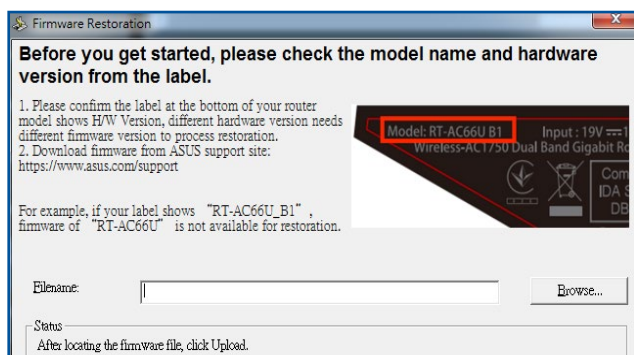 Firmware Restoration
Before you get started, please check the model name and hardware
version from the label.
1. Please confirm the label at the bottom of your router
model shows H/W Version, different hardware version needs
different firmware version to process restoration.
2. Download firmware from ASUS support site:
https://www.asus.com/support
For example, if your label shows “RT-AC66U_B1” ,
firmware of “RT-AC66U” is not available for restoration.
Model: RT-AC66U B1 Input : 19V
Wireless-AC1750 Dual Band Gigabit
Com
IDA S
DB
Filename:
Browse...
Status
After locating the firmware file, click Upload.